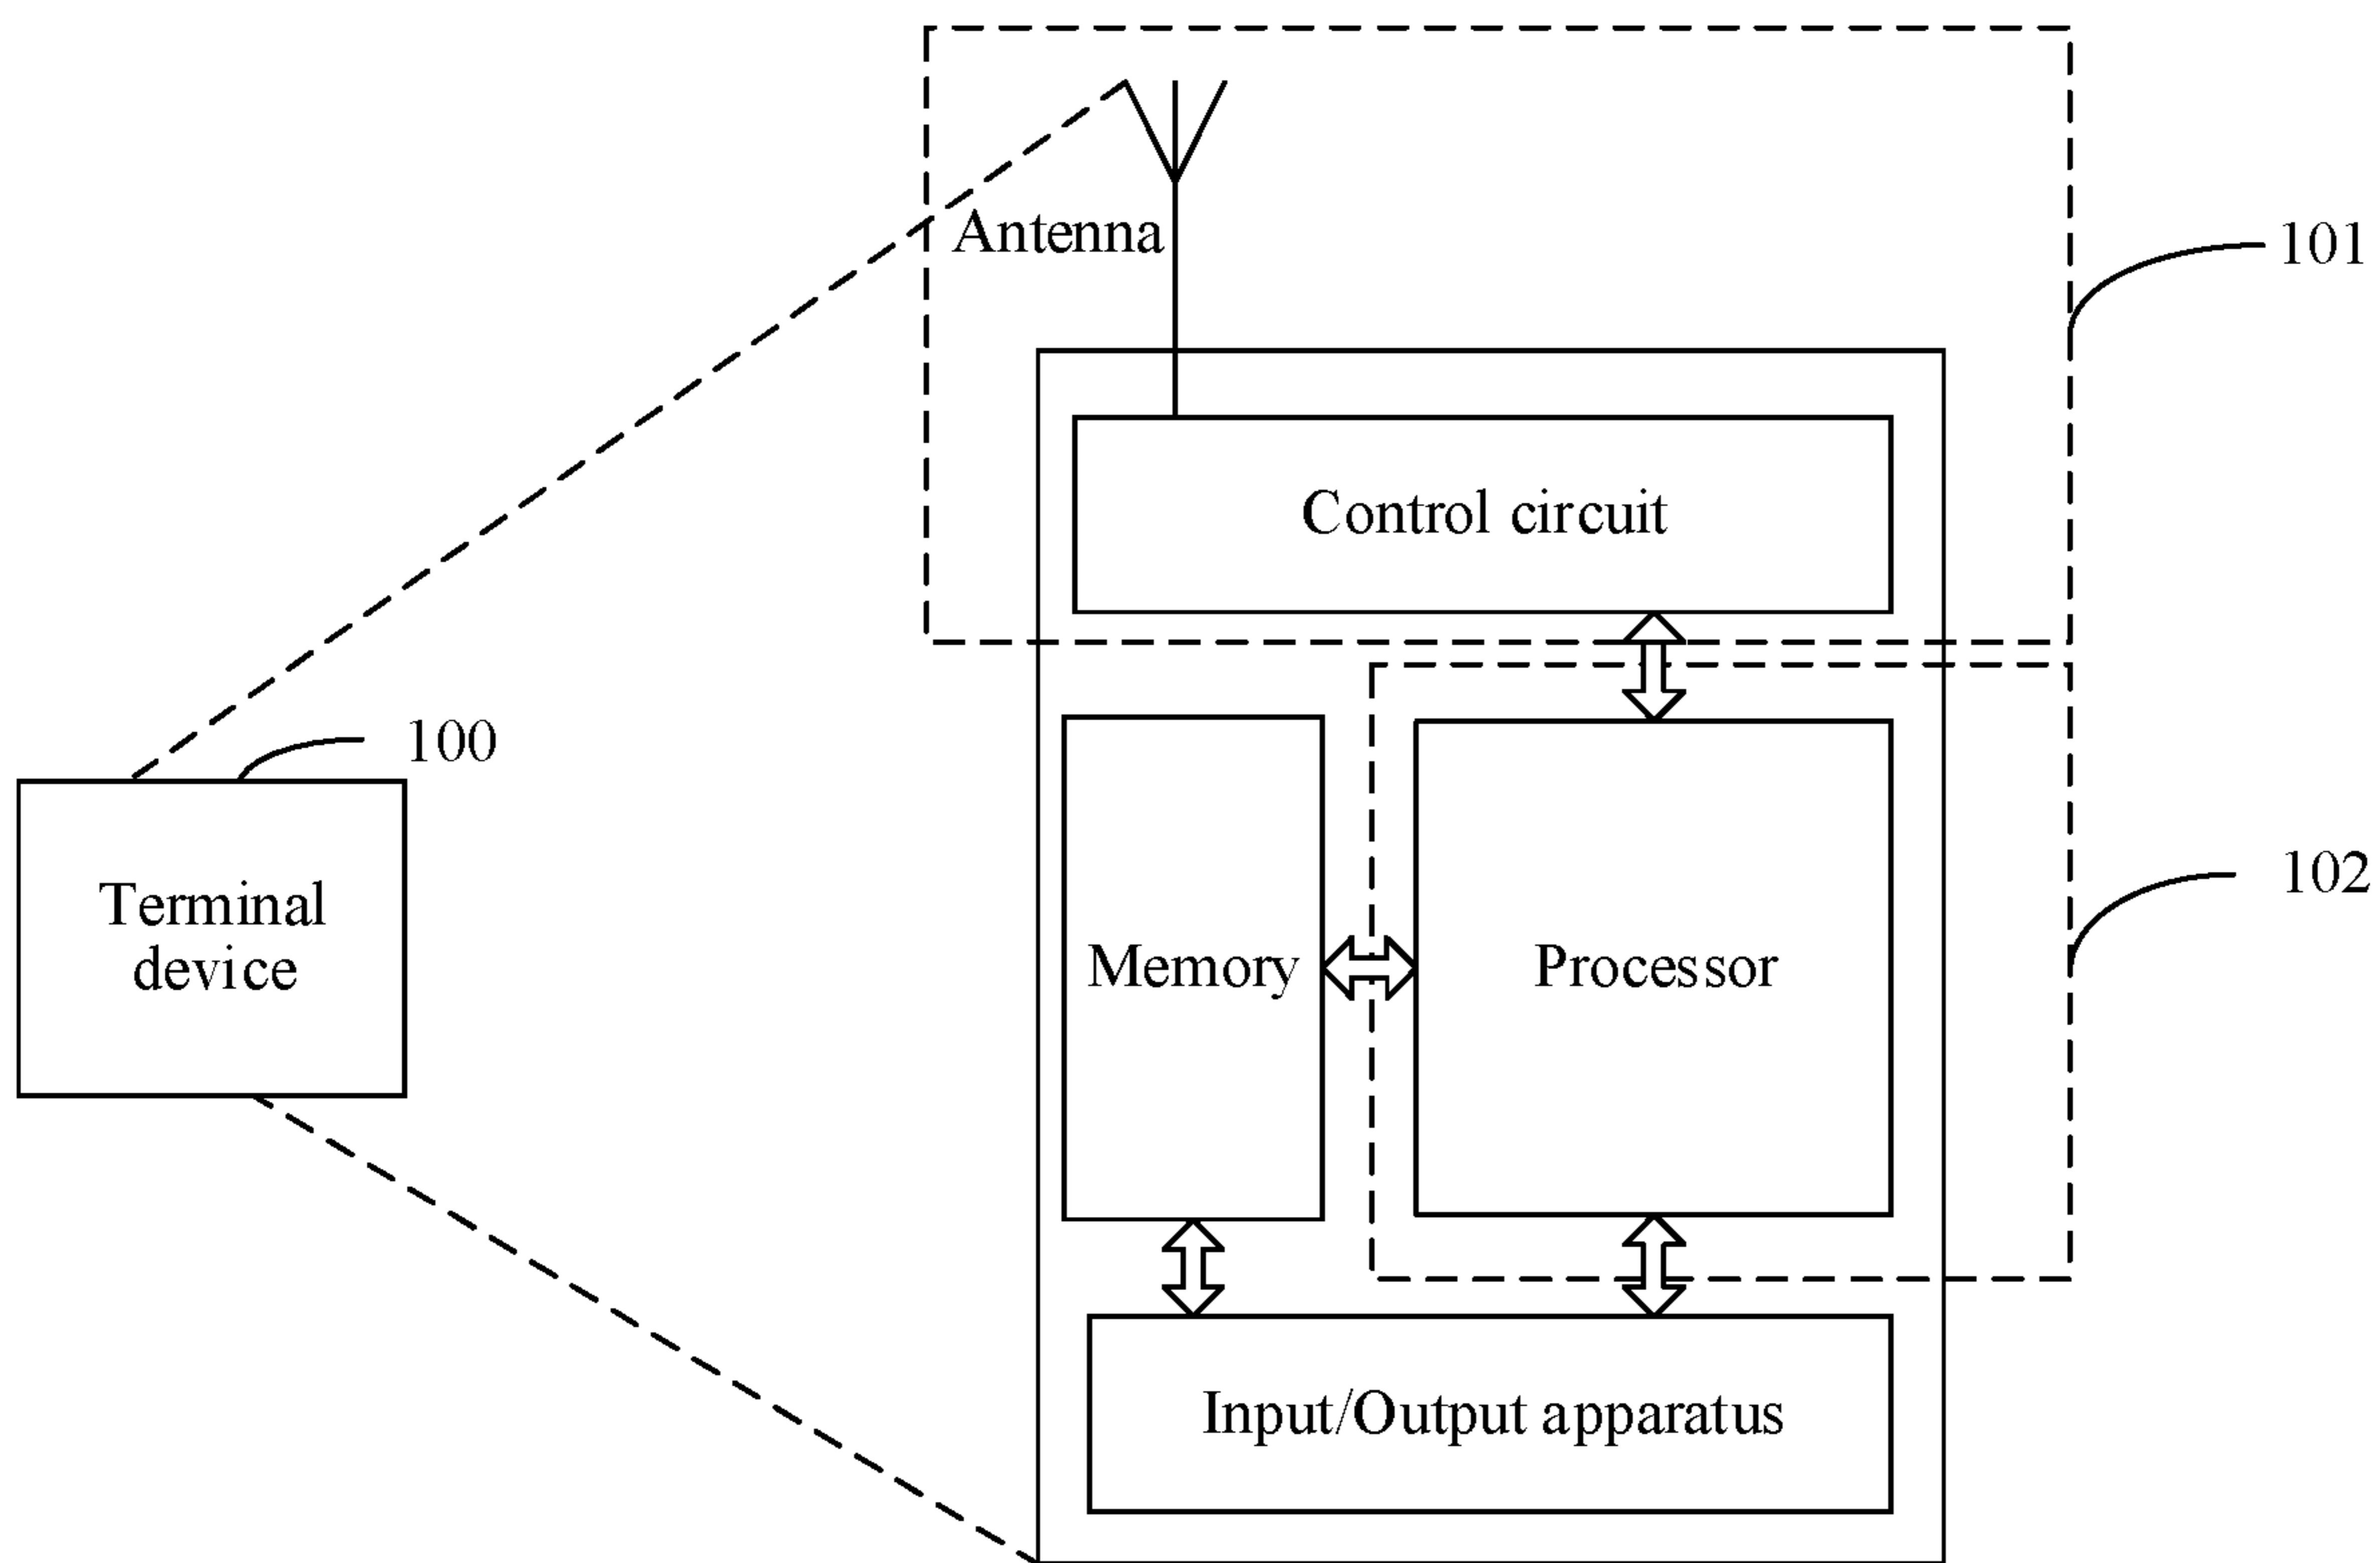 Antenna
101
Control circuit
100
Terminal
device
Memory
Processor
102
Input/Output apparatus